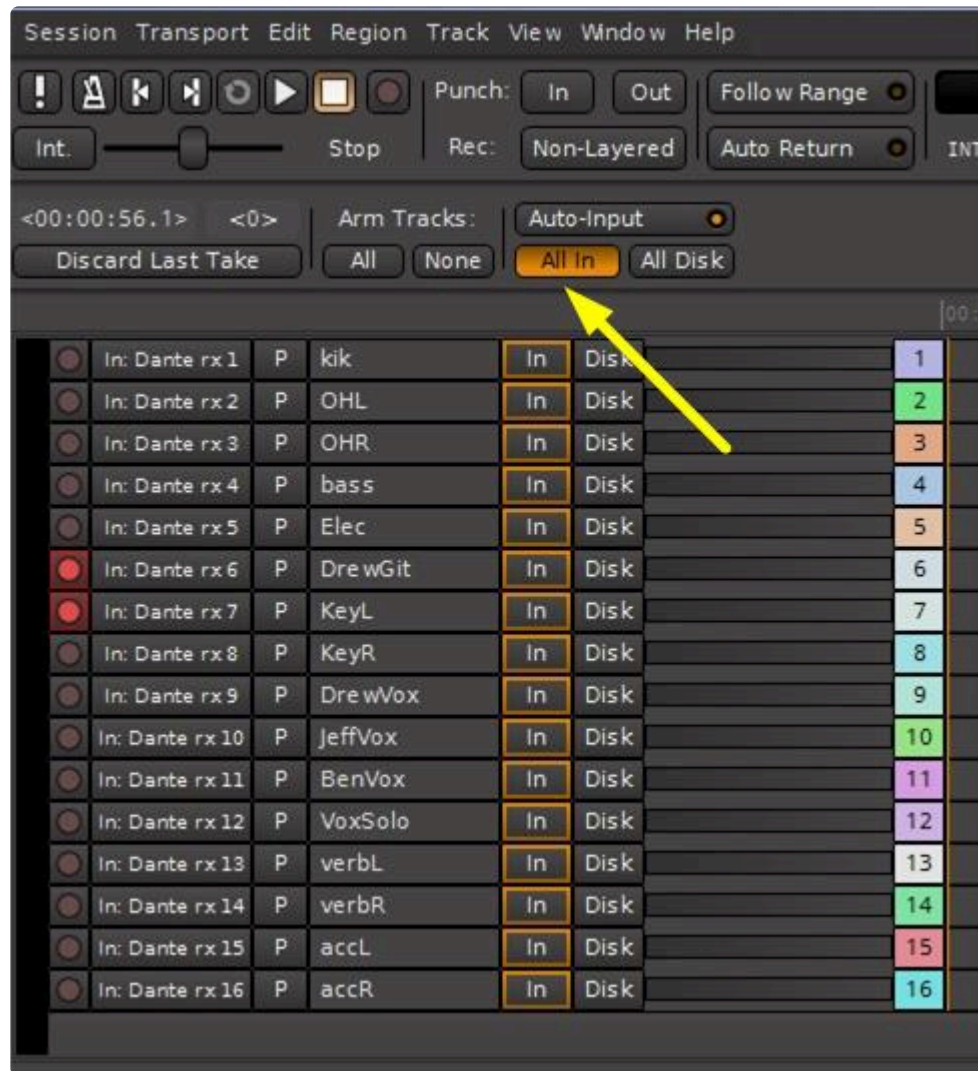 Session Transport Edit Region Track View Window Help
Punch: In Out Follow Range
Int. Stop Rec: Non-Layered Auto Return INT
<00:00:56.1> <0> Arm Tracks: Auto-Input
Discard Last Take All None All In All Disk
00:
In: Dante rx 1 P kik In Disk 1
In: Dante rx 2 P OHL In Disk 2
In: Dante rx 3 P OHR In Disk 3
In: Dante rx 4 P bass In Disk 4
In: Dante rx 5 P Elec In Disk 5
In: Dante rx 6 P DrewGit In Disk 6
In: Dante rx 7 P KeyL In Disk 7
In: Dante rx 8 P KeyR In Disk 8
In: Dante rx 9 P DrewVox In Disk 9
In: Dante rx 10 P JeffVox In Disk 10
In: Dante rx 11 P BenVox In Disk 11
In: Dante rx 12 P VoxSolo In Disk 12
In: Dante rx 13 P verbL In Disk 13
In: Dante rx 14 P verbR In Disk 14
In: Dante rx 15 P accL In Disk 15
In: Dante rx 16 P accR In Disk 16